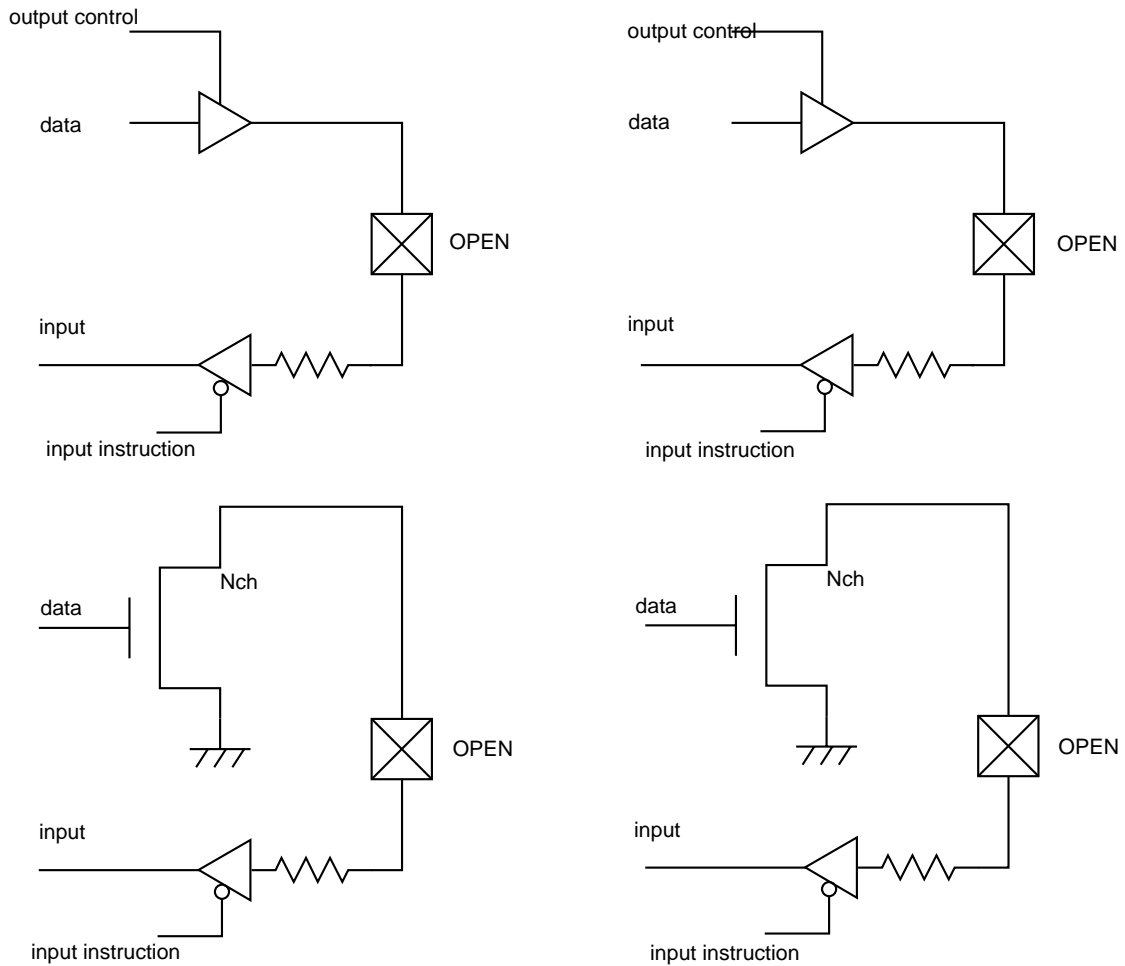 output control
output control
data
data
OPEN
OPEN
input
input
input instruction
input instruction
Nch
Nch
data
data
OPEN
OPEN
input
input
input instruction
input instruction